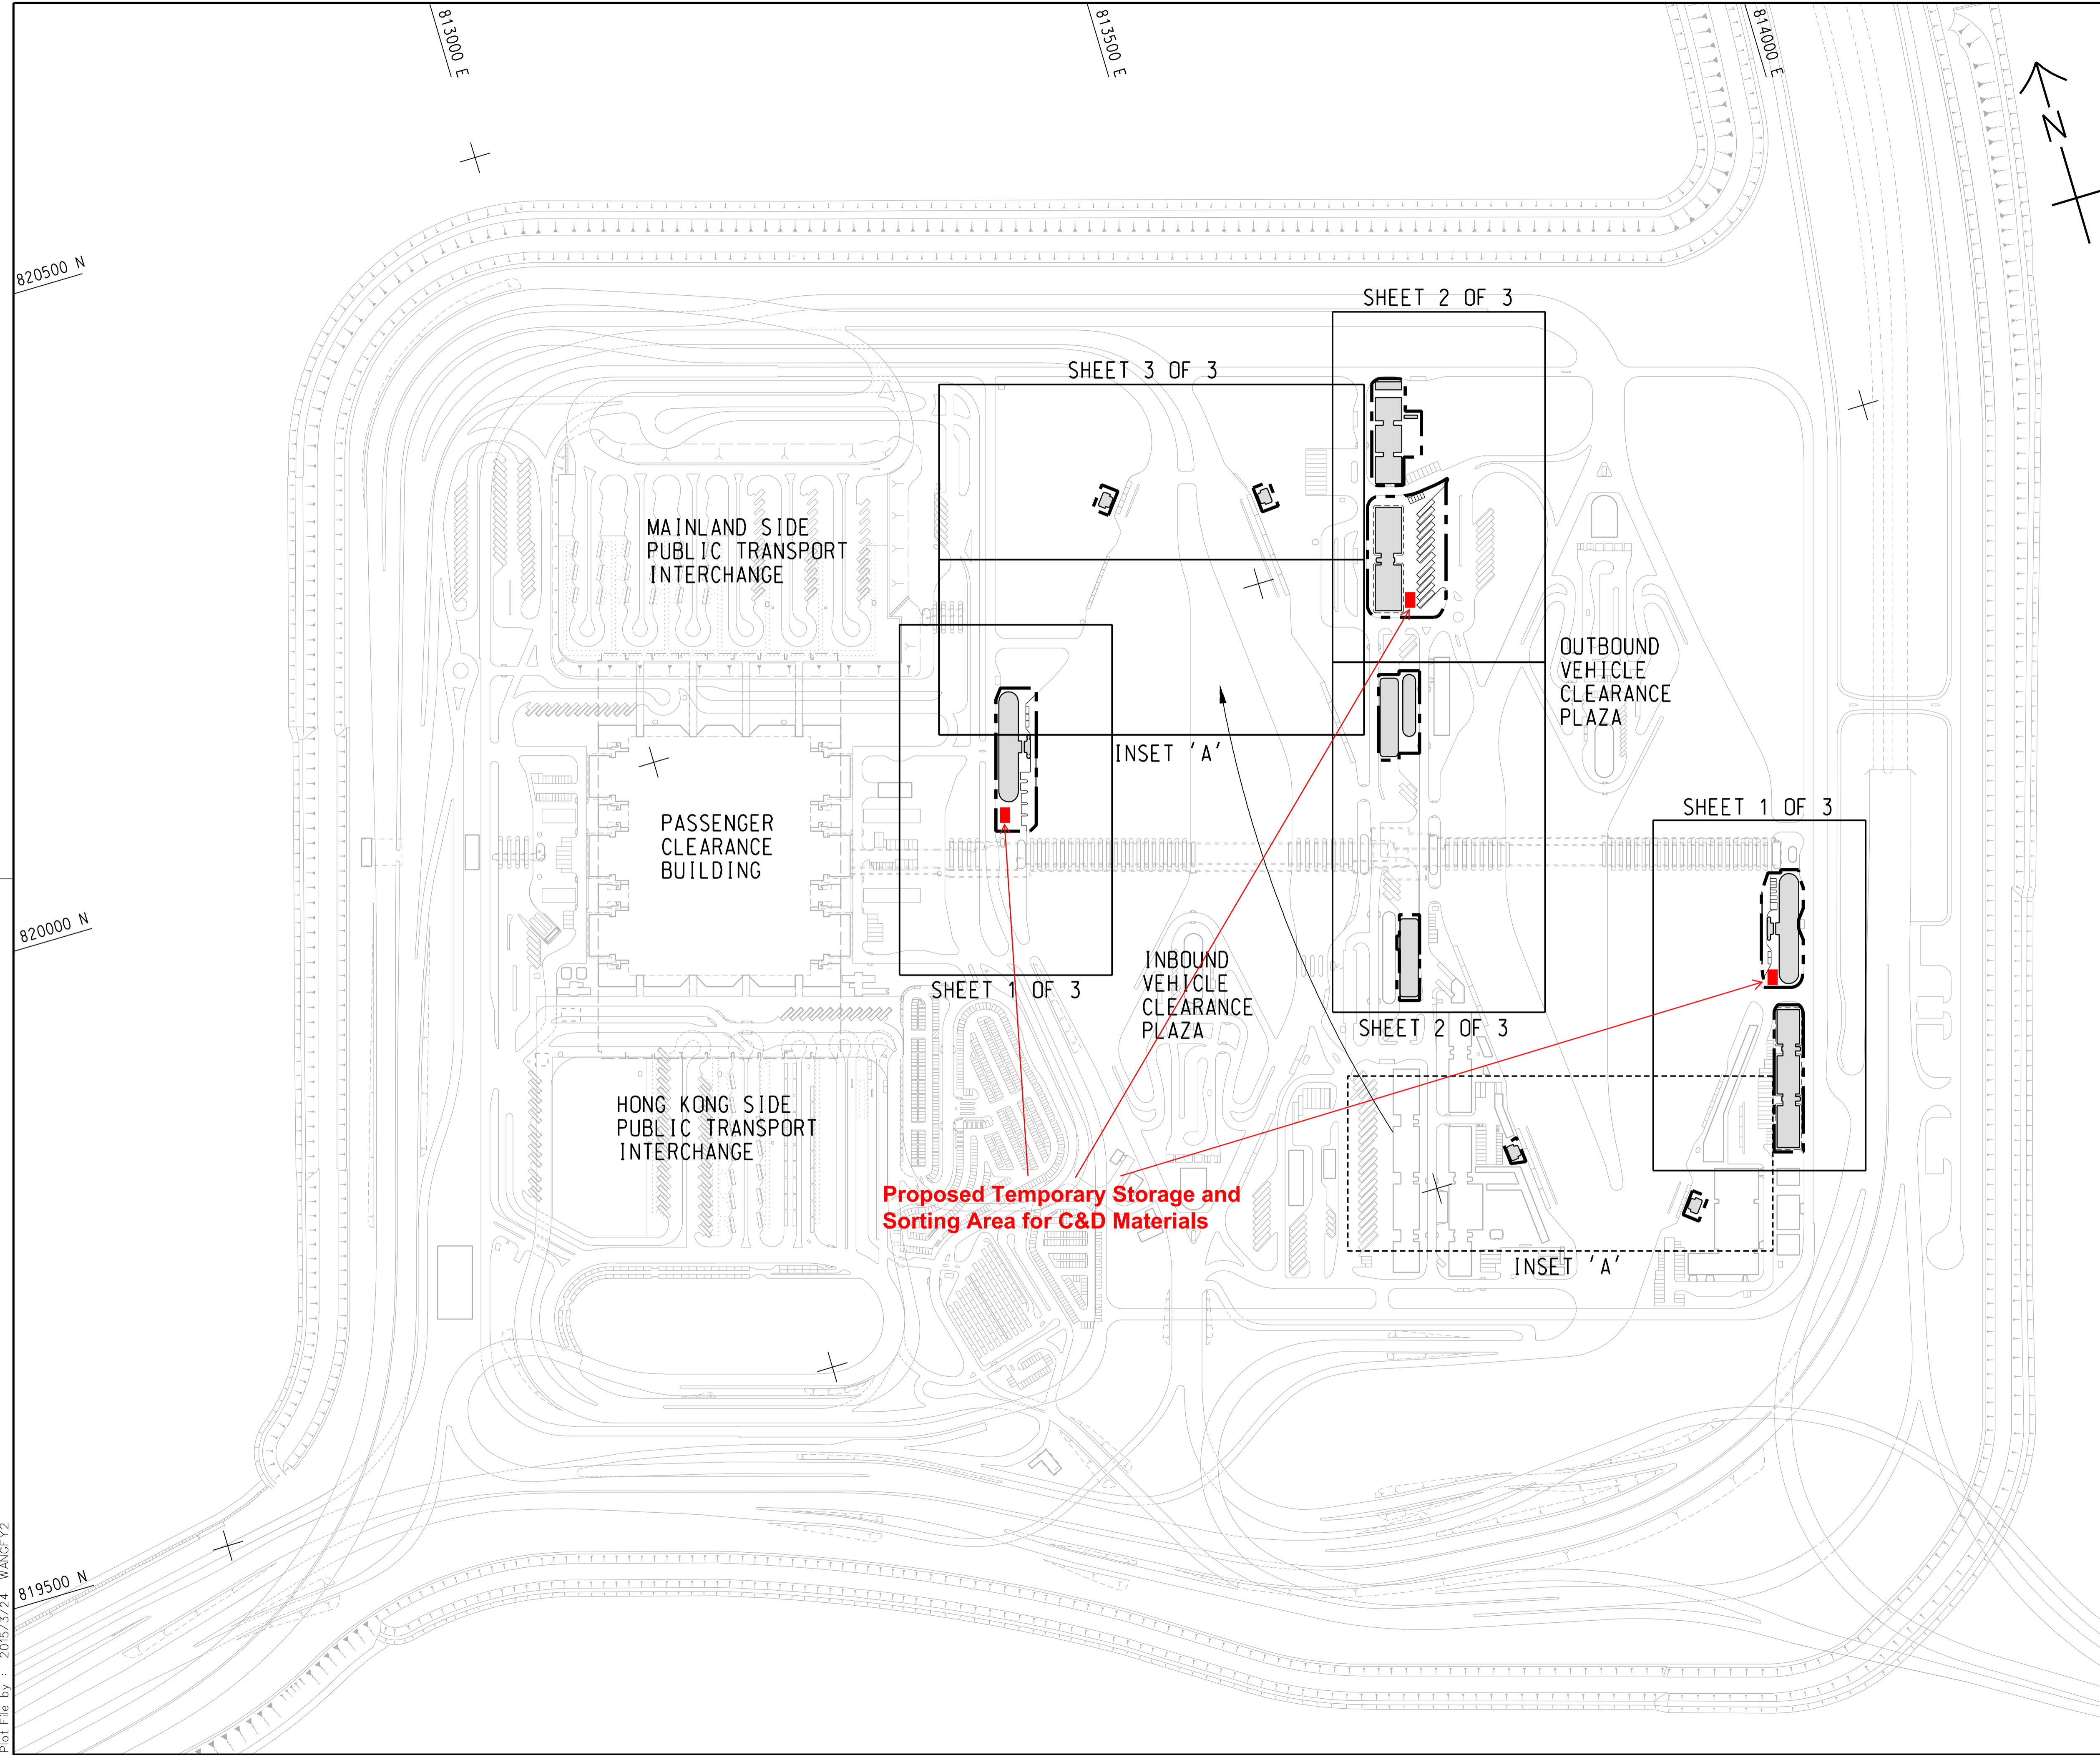 813000 E
813500 E
814000 E
N
820500 N
SHEET 2 OF 3
SHEET 3 OF 3
MAINLAND SIDE
PUBLIC TRANSPORT
INTERCHANGE
OUTBOUND
VEHICLE
CLEARANCE
PLAZA
INSET 'A'
SHEET 1 OF 3
PASSENGER
CLEARANCE
BUILDING
820000 N
INBOUND
VEHICLE
CLEARANCE
PLAZA
SHEET 1 OF 3
SHEET 2 OF 3
HONG KONG SIDE
PUBLIC TRANSPORT
INTERCHANGE
Proposed Temporary Storage and
Sorting Area for C&D Materials
INSET 'A'
819500 N
Plot File by : 2015/3/24 WANGFY2